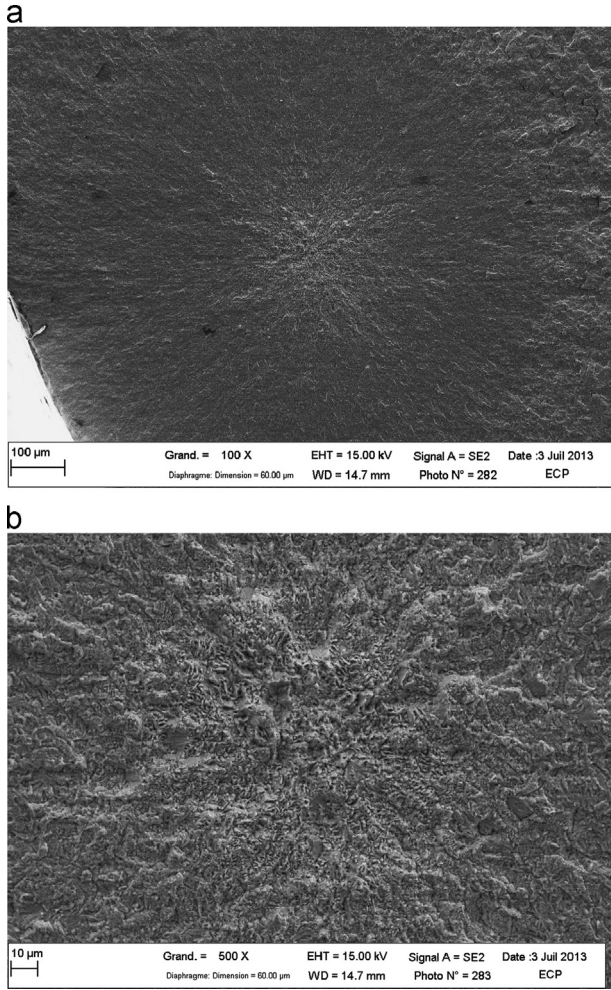 a
100 µm
Grand. = 100 X
EHT = 15.00 kV
Signal A = SE2
Date :3 Juil 2013
Diaphragme: Dimension = 60.00 µm
WD = 14.7 mm
Photo N° = 282
ECP
b
10 µm
Grand. = 500 X
EHT = 15.00 kV
Signal A = SE2
Date :3 Juil 2013
Diaphragme: Dimension = 60.00 µm
WD = 14.7 mm
Photo N° = 283
ECP